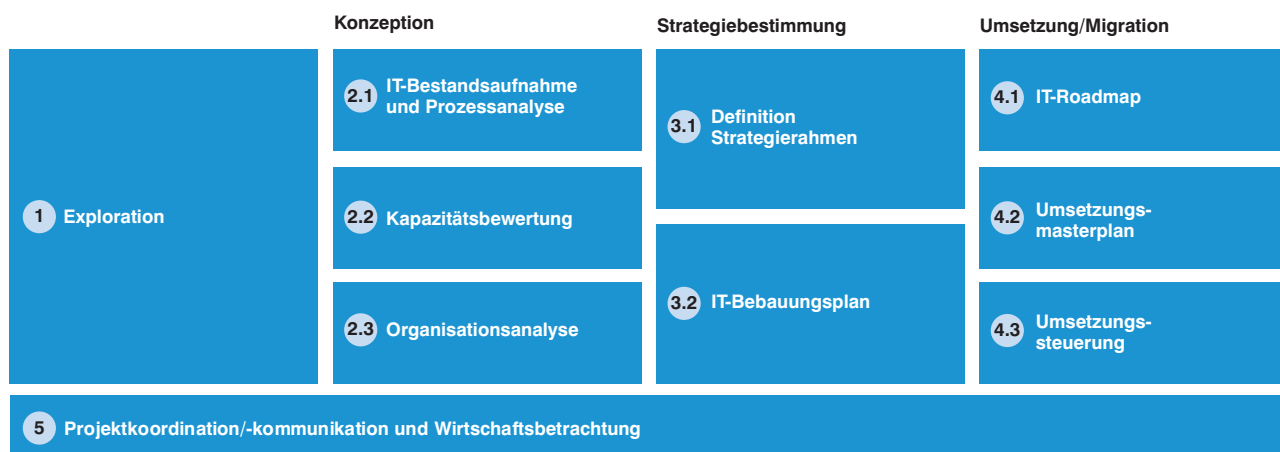 Konzeption
Strategiebestimmung
Umsetzung/Migration
1 Exploration
2.1 IT-Bestandsaufnahme
und Prozessanalyse
2.2 Kapazitätsbewertung
2.3 Organisationsanalyse
3.1 Definition
Strategierahmen
3.2 IT-Bebauungsplan
4.1 IT-Roadmap
4.2 Umsetzungs-
masterplan
4.3 Umsetzungs-
steuerung
5 Projektkoordination/-kommunikation und Wirtschaftsbetrachtung